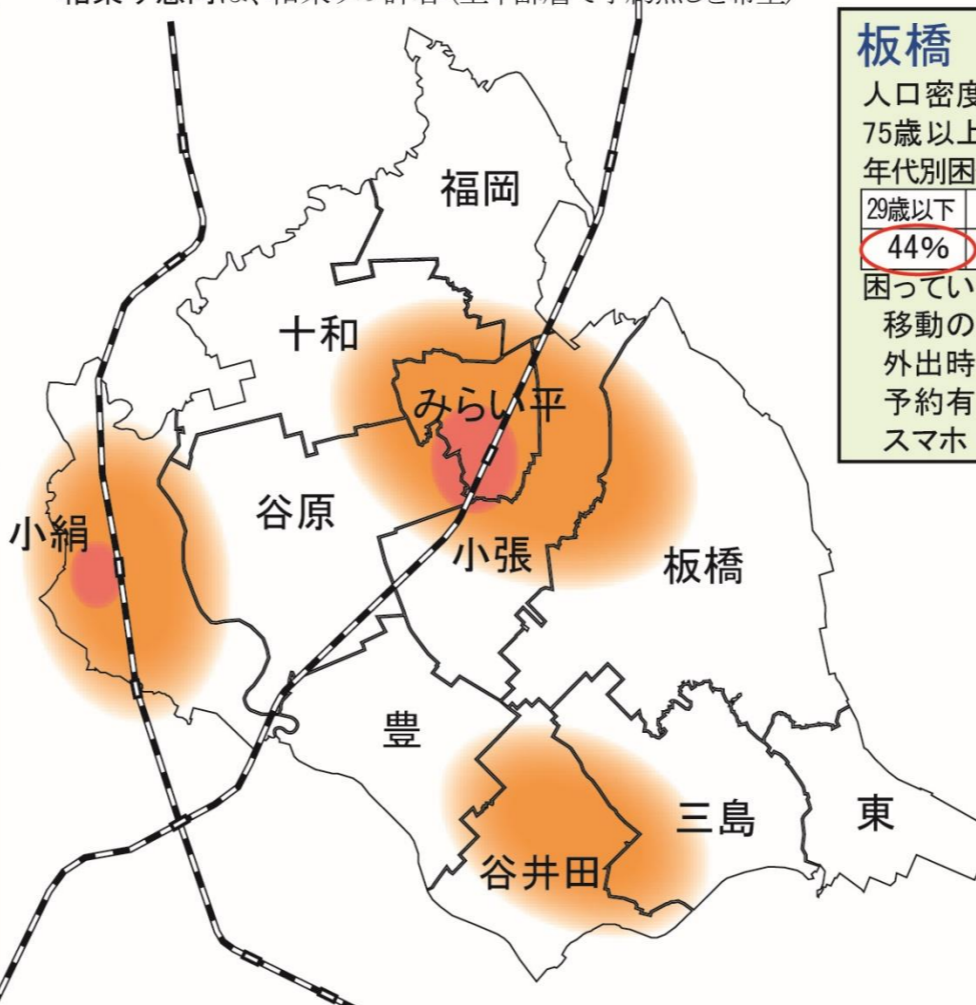 板橋
人口密度
75歳以上
年代別困
29歳以下
44%
困ってい
移動の
外出時
予約有
スマホ
福岡
十和
みらい平
小絹
谷原
小張
板橋
豊
三島
東
谷井田